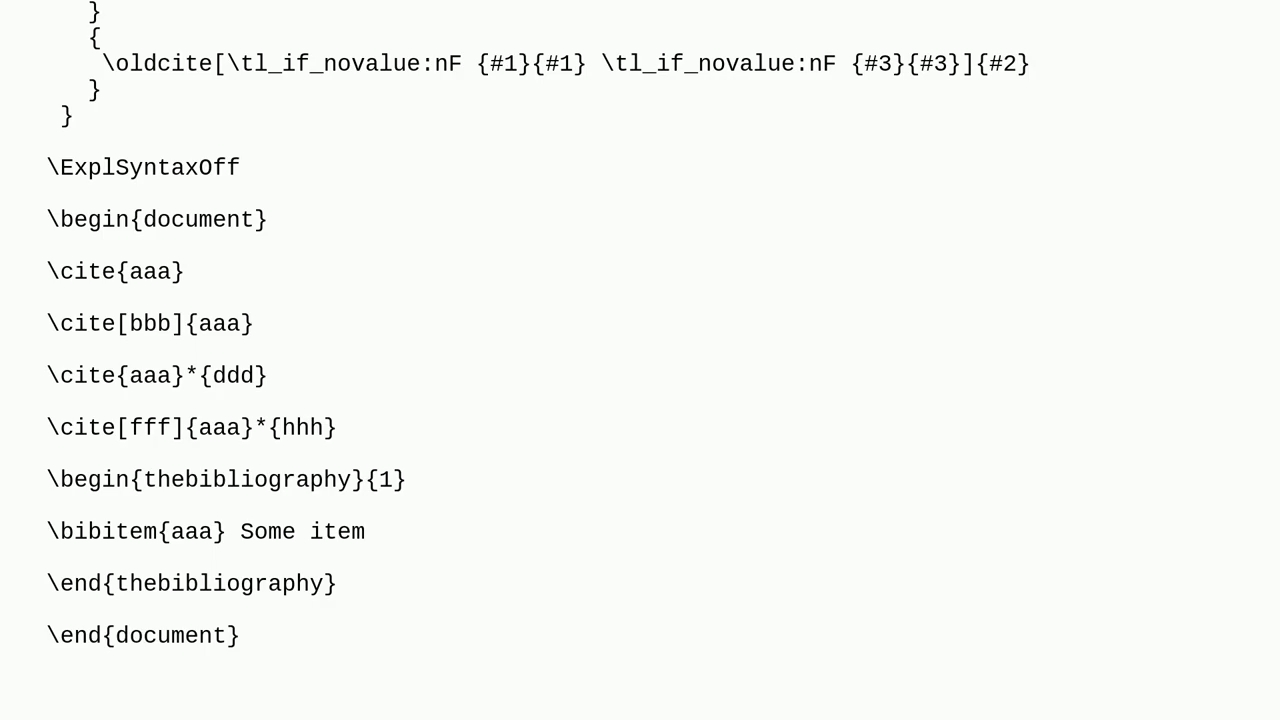 }
{
\oldcite[\tl_if_novalue:nF {#1}{#1} \tl_if_novalue:nF {#3}{#3}]{#2}
}
}
\ExplSyntaxOff
\begin{document}
\cite{aaa}
\cite[bbb]{aaa}
\cite{aaa}*{ddd}
\cite[fff]{aaa}*{hhh}
\begin{thebibliography}{1}
\bibitem{aaa} Some item
\end{thebibliography}
\end{document}